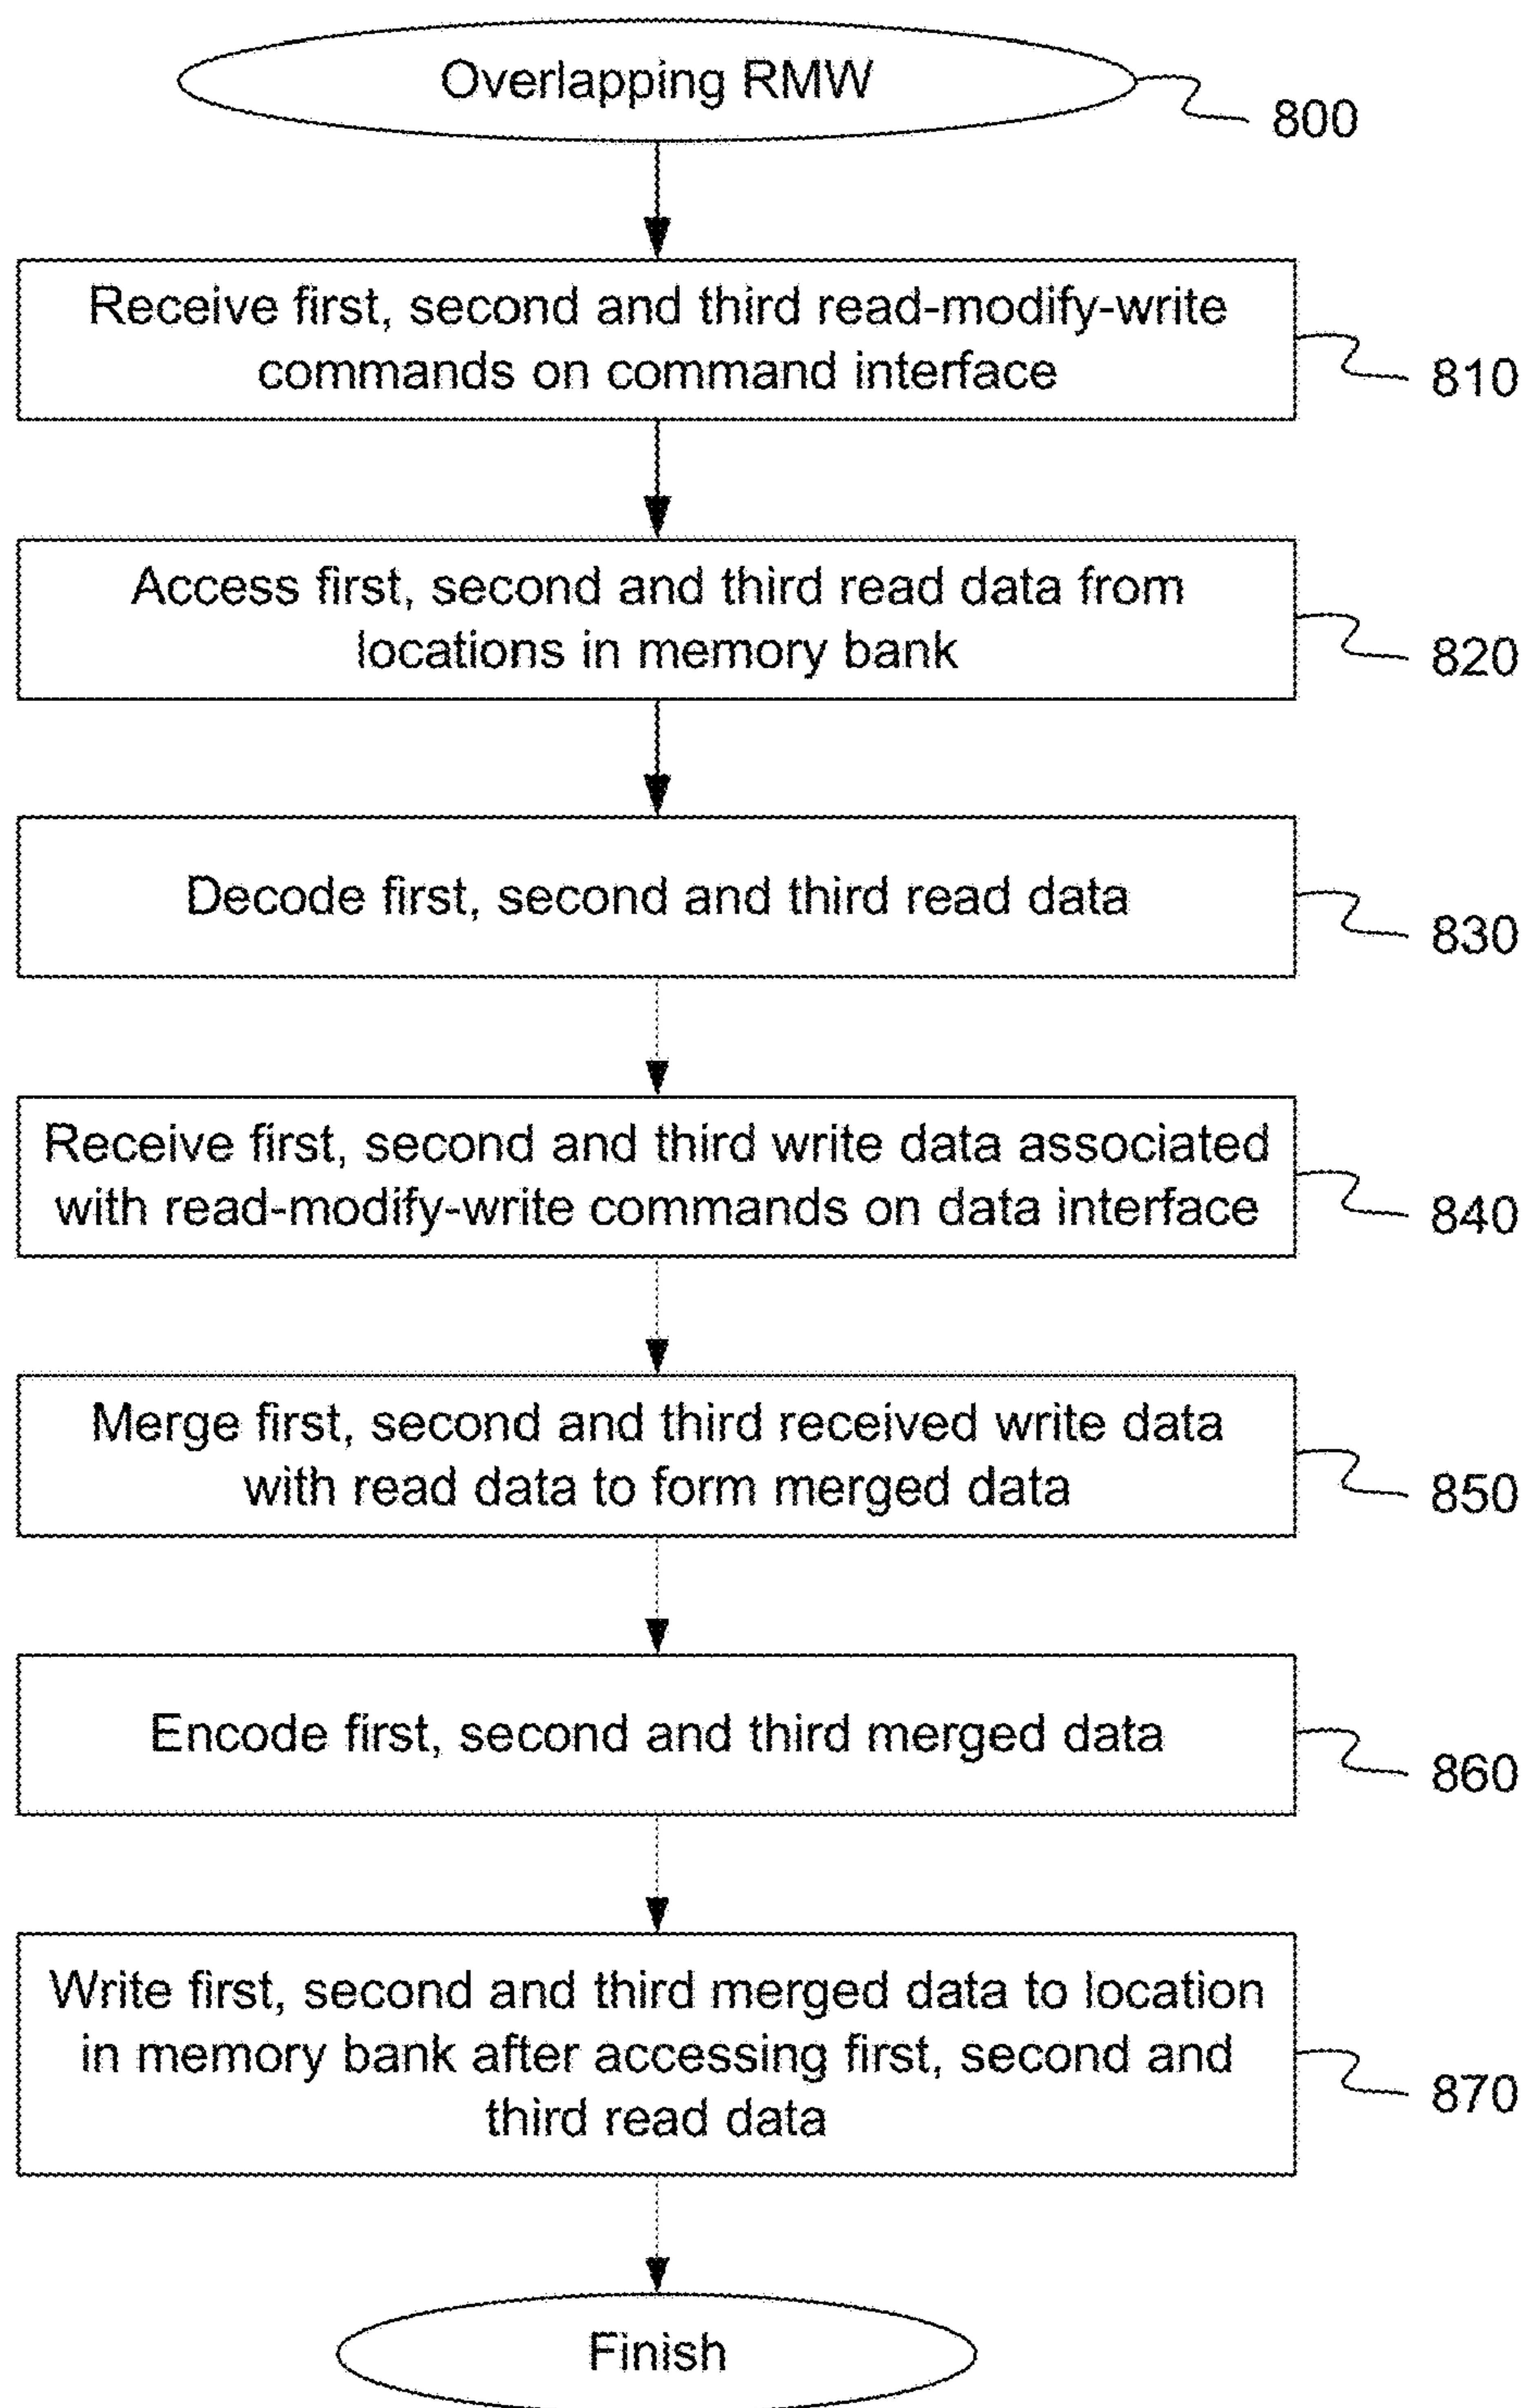 Overlapping RMW
800
Receive first, second and third read-modify-write
commands on command interface
810
Access first, second and third read data from
locations in memory bank
820
Decode first, second and third read data
830
Receive first, second and third write data associated
with read-modify-write commands on data interface
840
Merge first, second and third received write data
with read data to form merged data
850
Encode first, second and third merged data
860
Write first, second and third merged data to location
in memory bank after accessing first, second and
third read data
870
Finish